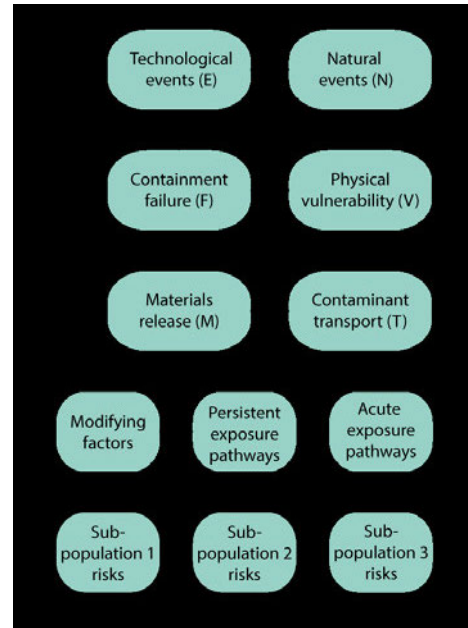 Technological
events (E)
Natural
events (N)
Containment
failure (F)
Physical
vulnerability (V)
Materials
release (M)
Contaminant
transport (T)
Modifying
factors
Persistent
exposure
pathways
Acute
exposure
pathways
Sub-
population 1
risks
Sub-
population 2
risks
Sub-
population 3
risks